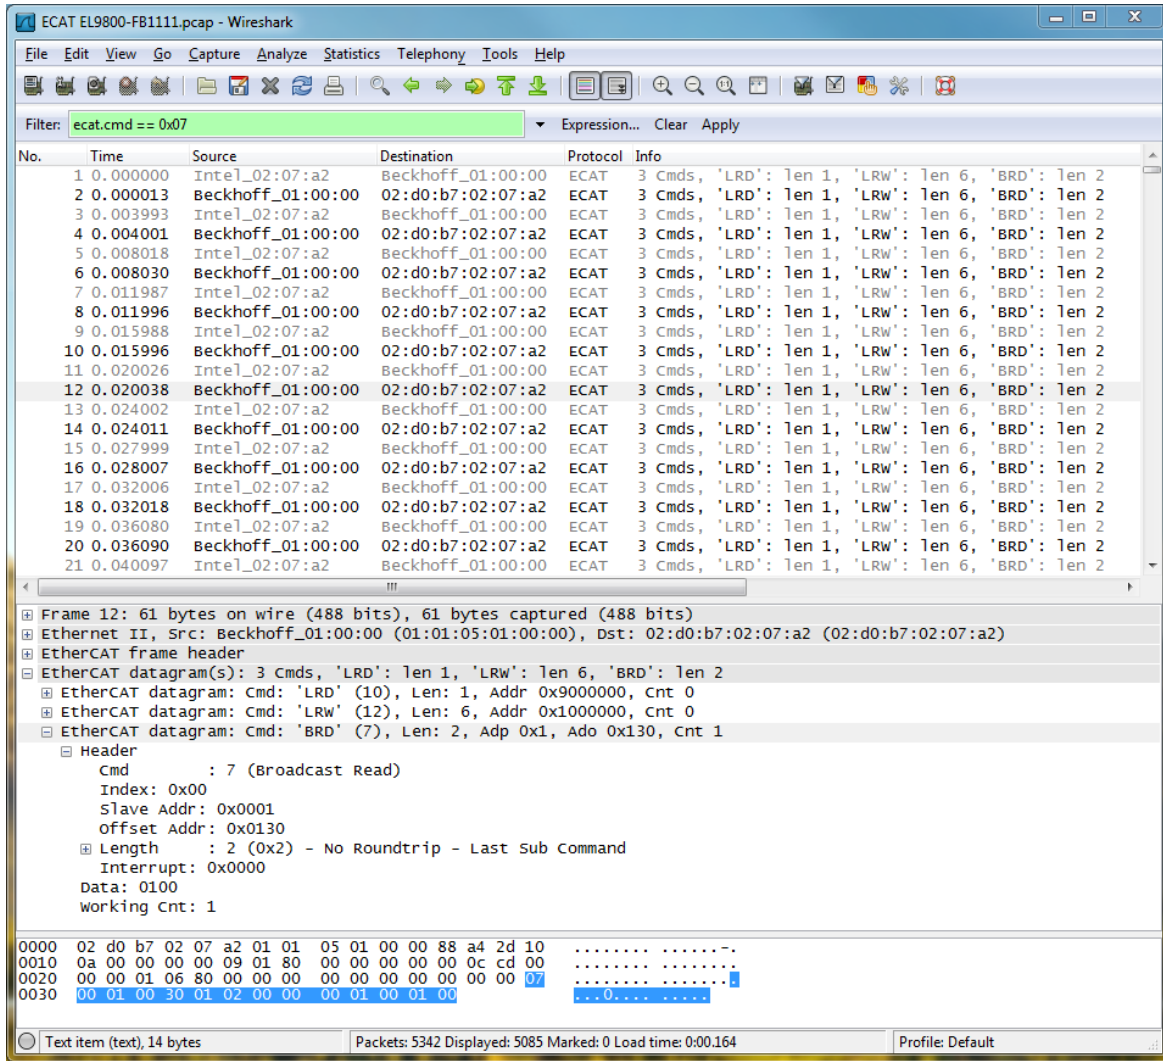 ECAT EL9800-FB1111.pcap - Wireshark
File Edit View Go Capture Analyze Statistics Telephony Tools Help
Filter: ecat.cmd == 0x07 Expression... Clear Apply
No. Time Source Destination Protocol Info
1 0.000000 Intel_02:07:a2 Beckhoff_01:00:00 ECAT 3 Cmds, 'LRD': len 1, 'LRW': len 6, 'BRD': len 2
2 0.000013 Beckhoff_01:00:00 02:d0:b7:02:07:a2 ECAT 3 Cmds, 'LRD': len 1, 'LRW': len 6, 'BRD': len 2
3 0.003993 Intel_02:07:a2 Beckhoff_01:00:00 ECAT 3 Cmds, 'LRD': len 1, 'LRW': len 6, 'BRD': len 2
4 0.004001 Beckhoff_01:00:00 02:d0:b7:02:07:a2 ECAT 3 Cmds, 'LRD': len 1, 'LRW': len 6, 'BRD': len 2
5 0.008018 Intel_02:07:a2 Beckhoff_01:00:00 ECAT 3 Cmds, 'LRD': len 1, 'LRW': len 6, 'BRD': len 2
6 0.008030 Beckhoff_01:00:00 02:d0:b7:02:07:a2 ECAT 3 Cmds, 'LRD': len 1, 'LRW': len 6, 'BRD': len 2
7 0.011987 Intel_02:07:a2 Beckhoff_01:00:00 ECAT 3 Cmds, 'LRD': len 1, 'LRW': len 6, 'BRD': len 2
8 0.011996 Beckhoff_01:00:00 02:d0:b7:02:07:a2 ECAT 3 Cmds, 'LRD': len 1, 'LRW': len 6, 'BRD': len 2
9 0.015988 Intel_02:07:a2 Beckhoff_01:00:00 ECAT 3 Cmds, 'LRD': len 1, 'LRW': len 6, 'BRD': len 2
10 0.015996 Beckhoff_01:00:00 02:d0:b7:02:07:a2 ECAT 3 Cmds, 'LRD': len 1, 'LRW': len 6, 'BRD': len 2
11 0.020026 Intel_02:07:a2 Beckhoff_01:00:00 ECAT 3 Cmds, 'LRD': len 1, 'LRW': len 6, 'BRD': len 2
12 0.020038 Beckhoff_01:00:00 02:d0:b7:02:07:a2 ECAT 3 Cmds, 'LRD': len 1, 'LRW': len 6, 'BRD': len 2
13 0.024002 Intel_02:07:a2 Beckhoff_01:00:00 ECAT 3 Cmds, 'LRD': len 1, 'LRW': len 6, 'BRD': len 2
14 0.024011 Beckhoff_01:00:00 02:d0:b7:02:07:a2 ECAT 3 Cmds, 'LRD': len 1, 'LRW': len 6, 'BRD': len 2
15 0.027999 Intel_02:07:a2 Beckhoff_01:00:00 ECAT 3 Cmds, 'LRD': len 1, 'LRW': len 6, 'BRD': len 2
16 0.028007 Beckhoff_01:00:00 02:d0:b7:02:07:a2 ECAT 3 Cmds, 'LRD': len 1, 'LRW': len 6, 'BRD': len 2
17 0.032006 Intel_02:07:a2 Beckhoff_01:00:00 ECAT 3 Cmds, 'LRD': len 1, 'LRW': len 6, 'BRD': len 2
18 0.032018 Beckhoff_01:00:00 02:d0:b7:02:07:a2 ECAT 3 Cmds, 'LRD': len 1, 'LRW': len 6, 'BRD': len 2
19 0.036080 Intel_02:07:a2 Beckhoff_01:00:00 ECAT 3 Cmds, 'LRD': len 1, 'LRW': len 6, 'BRD': len 2
20 0.036090 Beckhoff_01:00:00 02:d0:b7:02:07:a2 ECAT 3 Cmds, 'LRD': len 1, 'LRW': len 6, 'BRD': len 2
21 0.040097 Intel_02:07:a2 Beckhoff_01:00:00 ECAT 3 Cmds, 'LRD': len 1, 'LRW': len 6, 'BRD': len 2
Frame 12: 61 bytes on wire (488 bits), 61 bytes captured (488 bits)
Ethernet II, Src: Beckhoff_01:00:00 (01:01:05:01:00:00), Dst: 02:d0:b7:02:07:a2 (02:d0:b7:02:07:a2)
EtherCAT frame header
EtherCAT datagram(s): 3 Cmds, 'LRD': len 1, 'LRW': len 6, 'BRD': len 2
EtherCAT datagram: Cmd: 'LRD' (10), Len: 1, Addr 0x9000000, Cnt 0
EtherCAT datagram: Cmd: 'LRW' (12), Len: 6, Addr 0x1000000, Cnt 0
EtherCAT datagram: Cmd: 'BRD' (7), Len: 2, Adp 0x1, Ado 0x130, Cnt 1
Header
Cmd : 7 (Broadcast Read)
Index: 0x00
Slave Addr: 0x0001
Offset Addr: 0x0130
Length : 2 (0x2) - No Roundtrip - Last Sub Command
Interrupt: 0x0000
Data: 0100
Working Cnt: 1
0000 02 d0 b7 02 07 a2 01 01 05 01 00 00 88 a4 2d 10 ........ ......-.
0010 0a 00 00 00 00 09 01 80 00 00 00 00 00 0c cd 00 ........ ........
0020 00 00 01 06 80 00 00 00 00 00 00 00 00 00 00 07 ........ ........
0030 00 01 00 30 01 02 00 00 00 01 00 01 00 ...0.... .....
Text item (text), 14 bytes Packets: 5342 Displayed: 5085 Marked: 0 Load time: 0:00.164 Profile: Default